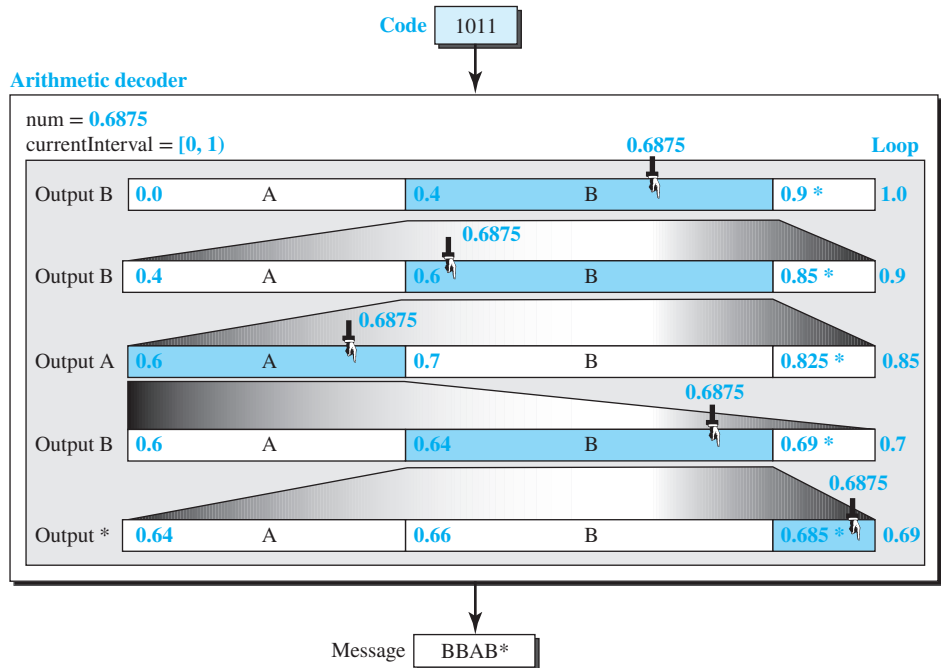 Code 1011
Arithmetic decoder
num = 0.6875
currentInterval = [0, 1)
0.6875 Loop
Output B 0.0 A 0.4 B 0.9 * 1.0
0.6875
Output B 0.4 A 0.6 B 0.85 * 0.9
0.6875
Output A 0.6 A 0.7 B 0.825 * 0.85
0.6875
Output B 0.6 A 0.64 B 0.69 * 0.7
0.6875
Output * 0.64 A 0.66 B 0.685 * 0.69
Message BBAB*